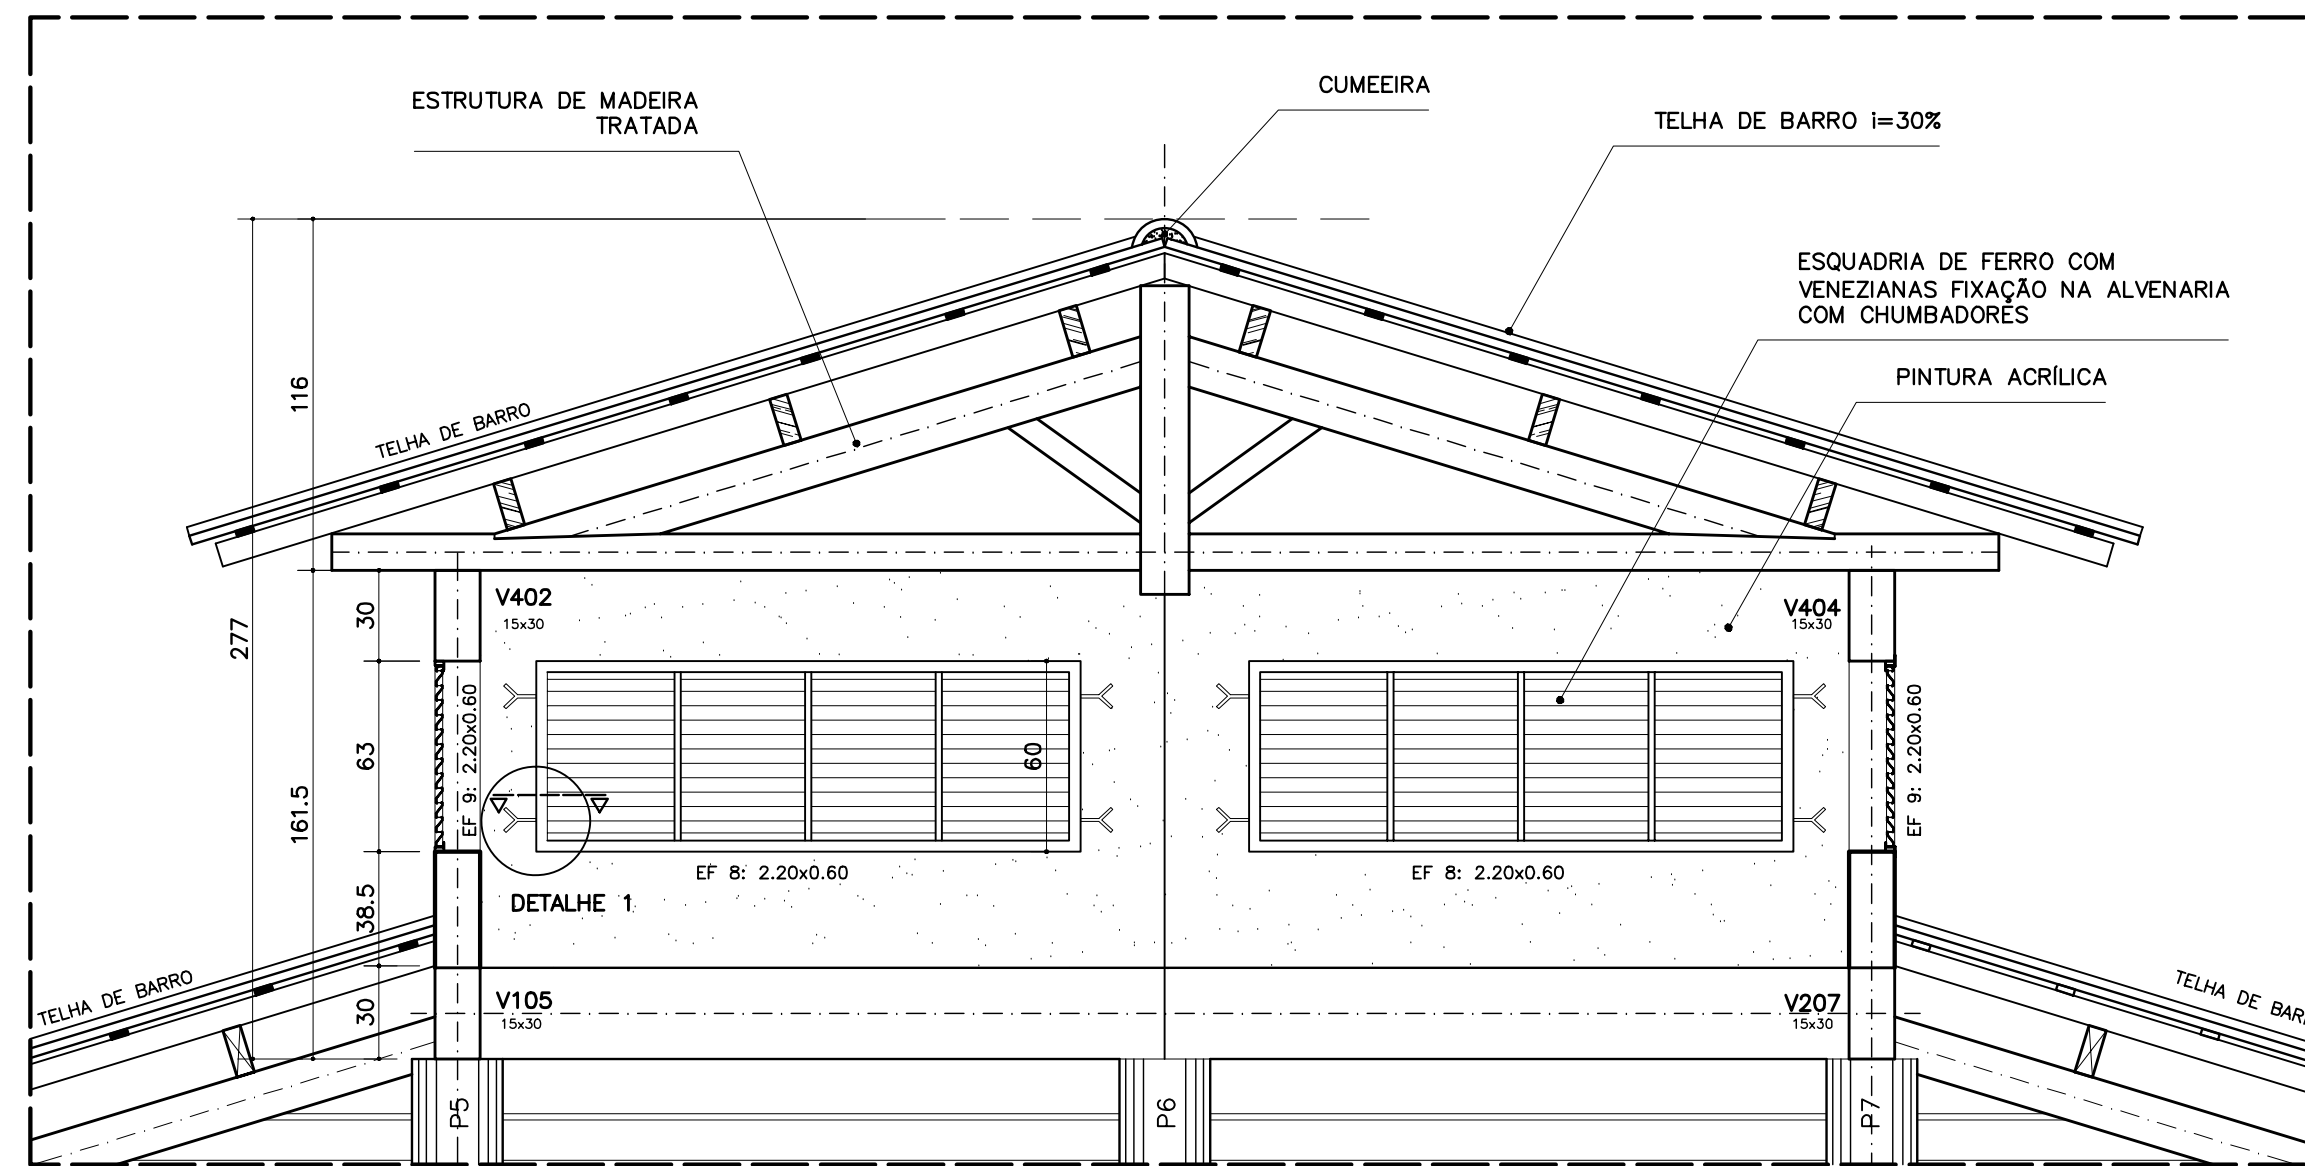 CUMEEIRA
ESTRUTURA DE MADEIRA
TRATADA
TELHA DE BARRO i=30%
ESQUADRIA DE FERRO COM
VENEZIANAS FIXAÇÃO NA ALVENARIA
COM CHUMBADORES
PINTURA ACRÍLICA
116
TELHA DE BARRO
277
30
V402
15x30
V404
15x30
161.5
63
EF 9: 2.20x0.60
60
EF 9: 2.20x0.60
EF 8: 2.20x0.60
EF 8: 2.20x0.60
38.5
DETALHE 1
TELHA DE BARRO
TELHA DE BARR
30
V105
15x30
V207
15x30
P5
P6
P7